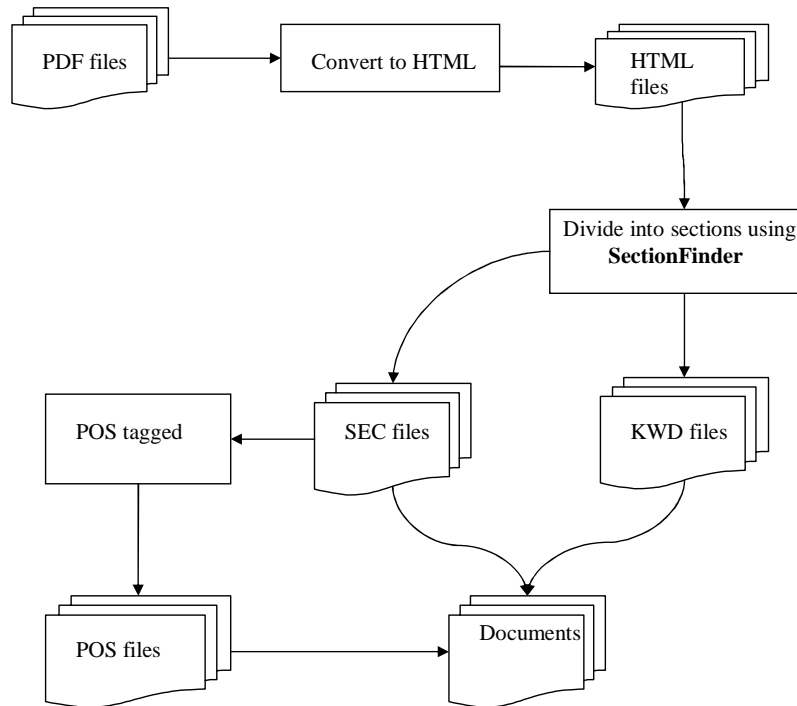 PDF files
Convert to HTML
HTML
files
Divide into sections using
SectionFinder
POS tagged
SEC files
KWD files
POS files
Documents